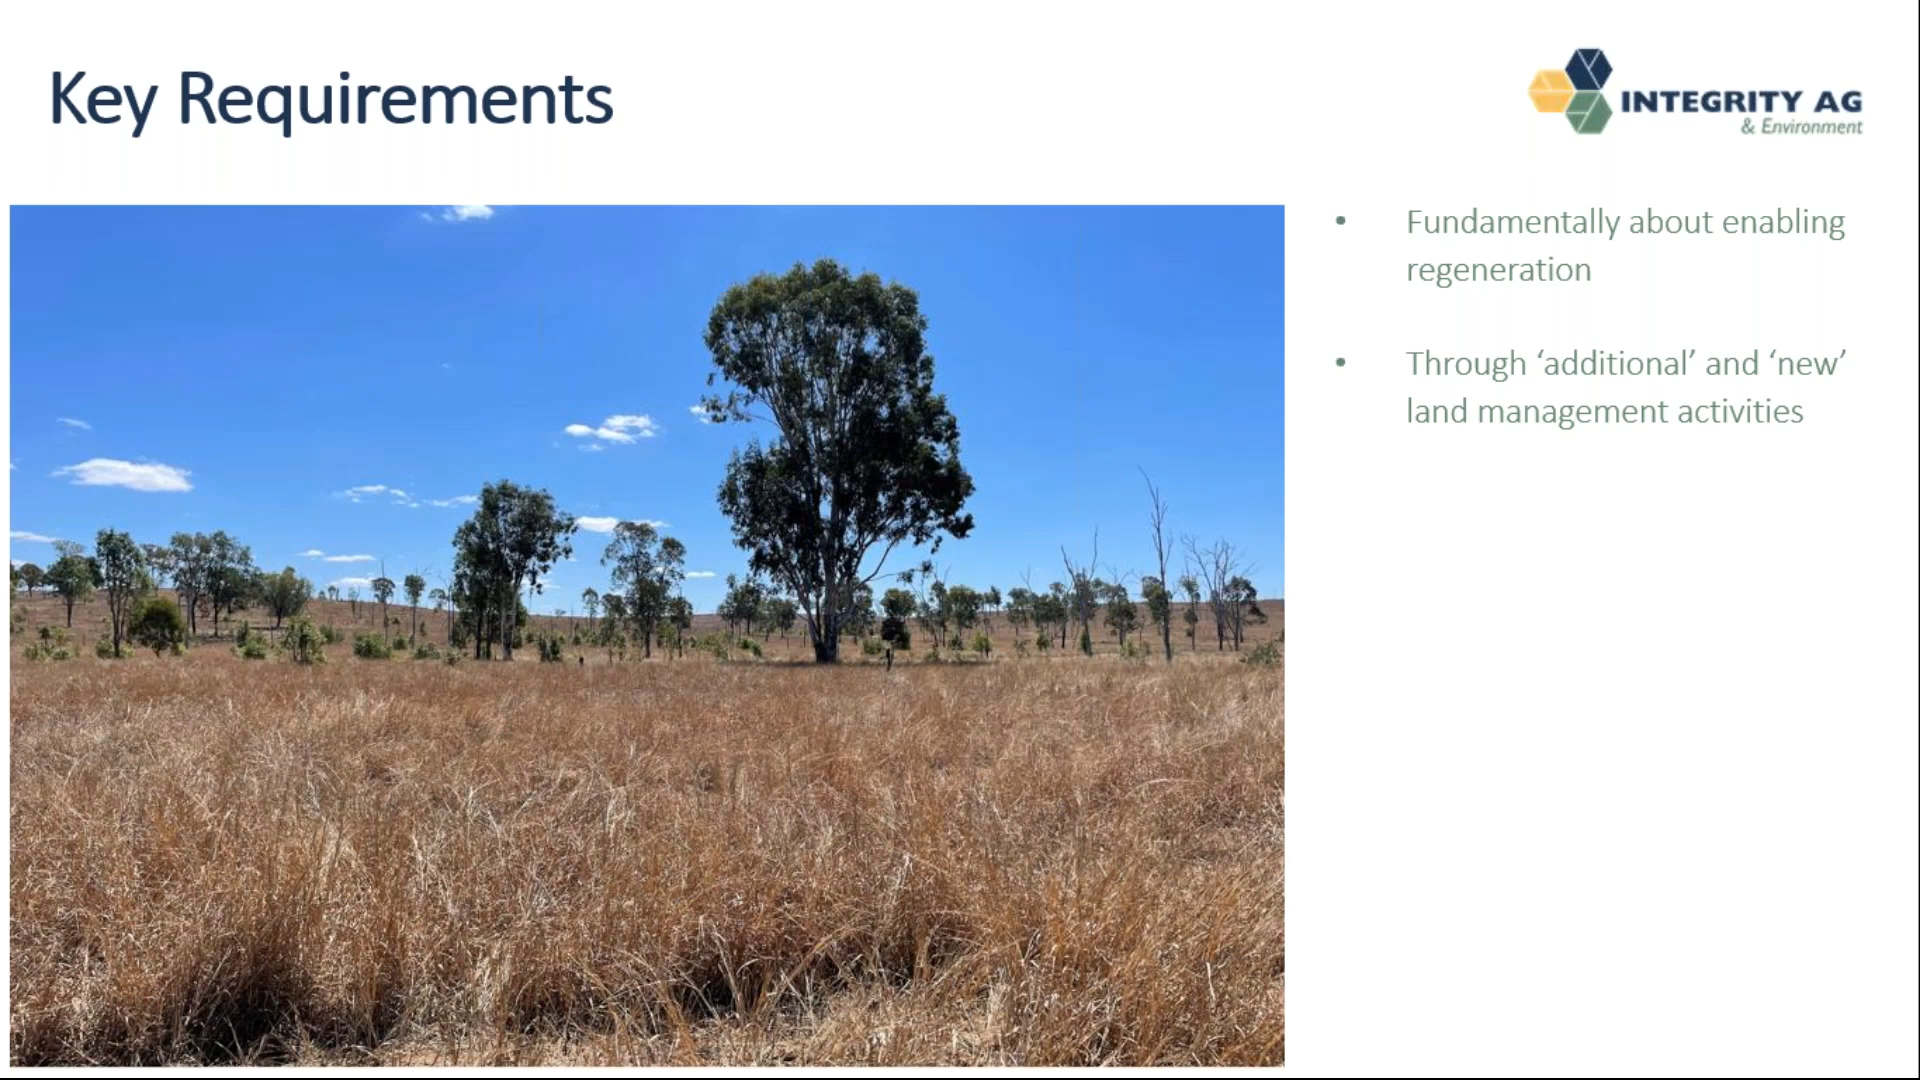 Key Requirements
INTEGRITY AG
& Environment
• Fundamentally about enabling
regeneration
• Through ‘additional’ and ‘new’
land management activities